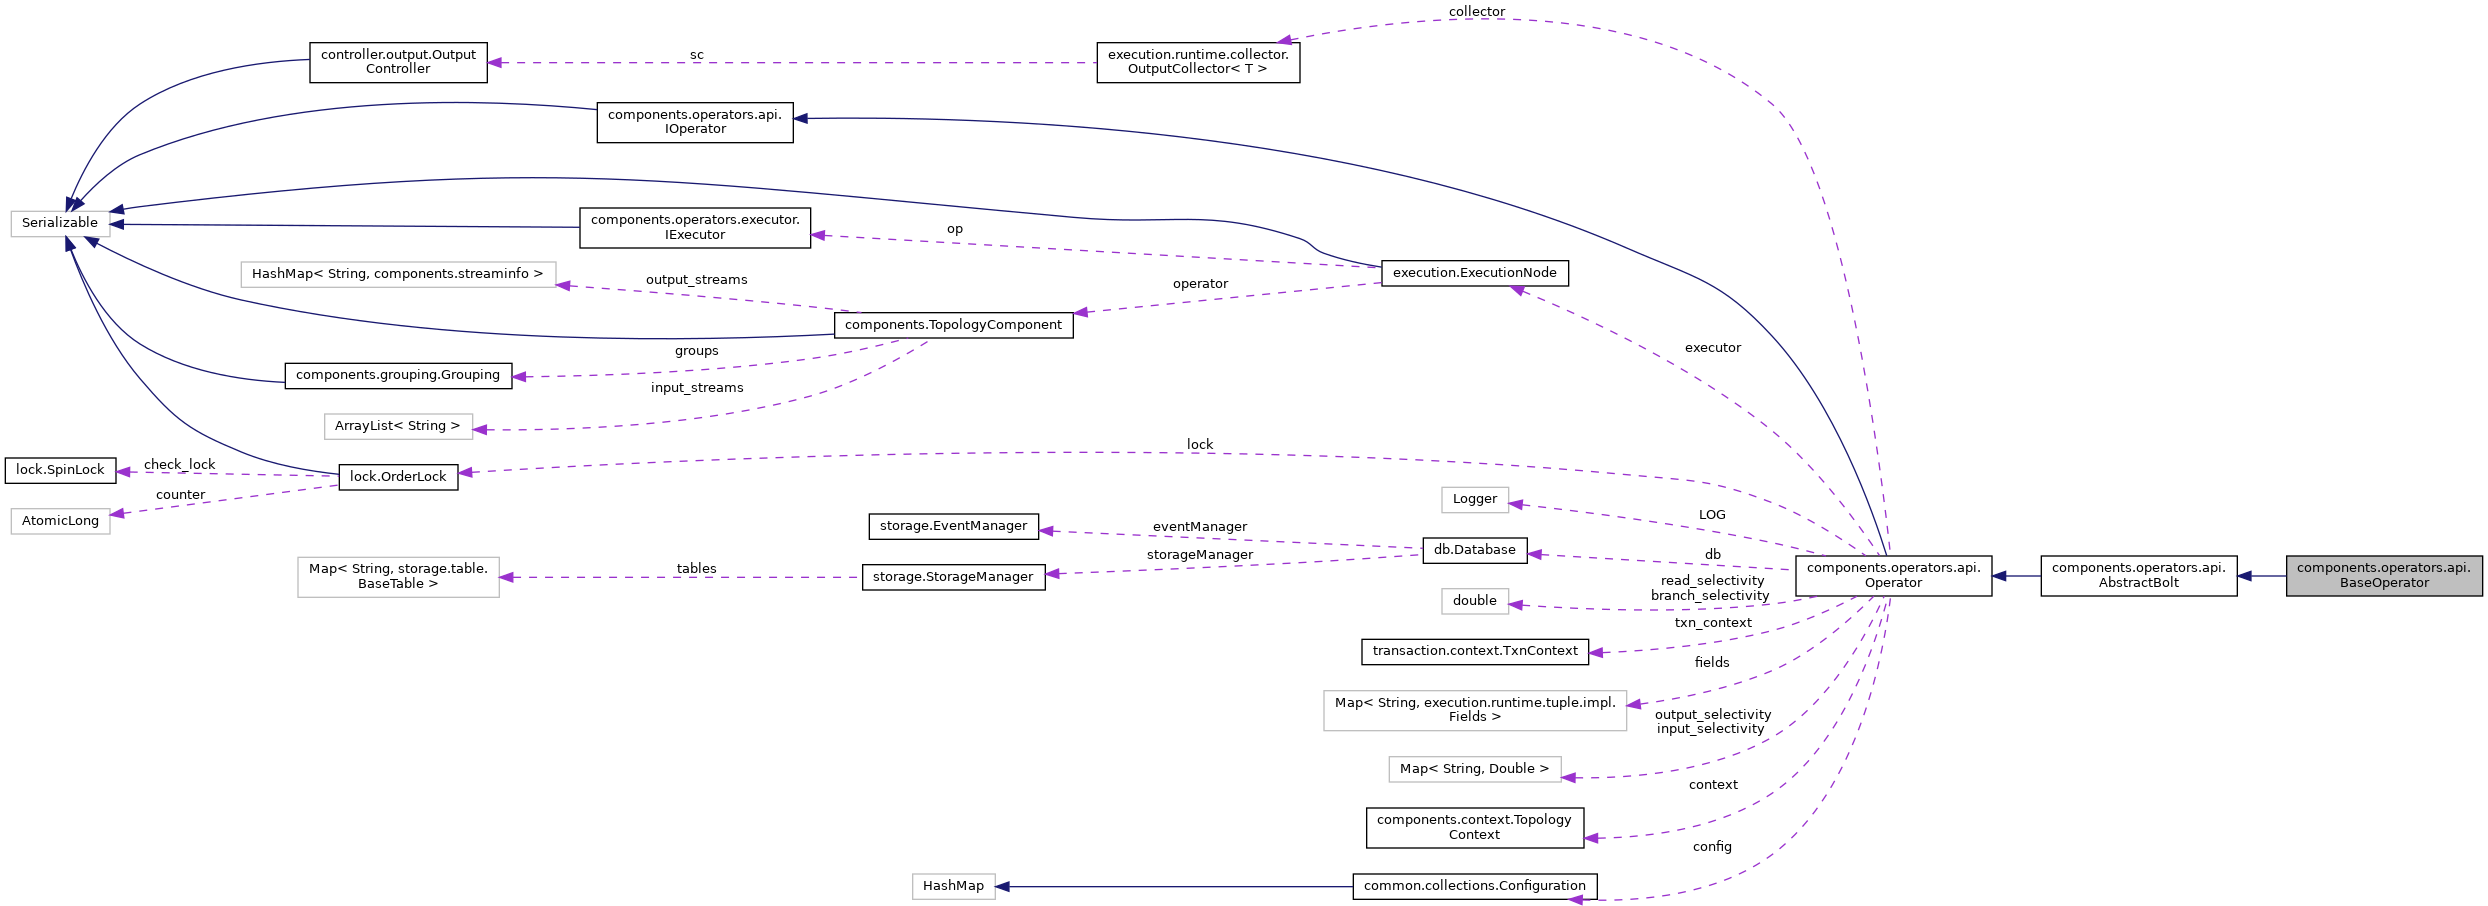 collector
controller.output.Output
Controller
sc
execution.runtime.collector.
OutputCollector< T >
components.operators.api.
IOperator
Serializable
components.operators.executor.
IExecutor
op
HashMap< String, components.streaminfo >
output_streams
operator
execution.ExecutionNode
components.TopologyComponent
executor
groups
components.grouping.Grouping
input_streams
ArrayList< String >
lock
lock.SpinLock
check_lock
lock.OrderLock
counter
AtomicLong
Logger
LOG
storage.EventManager
eventManager
db.Database
db
storageManager
Map< String, storage.table.
BaseTable >
tables
storage.StorageManager
components.operators.api.
Operator
components.operators.api.
AbstractBolt
components.operators.api.
BaseOperator
read_selectivity
branch_selectivity
double
txn_context
transaction.context.TxnContext
fields
Map< String, execution.runtime.tuple.impl.
Fields >
output_selectivity
input_selectivity
Map< String, Double >
context
components.context.Topology
Context
config
HashMap
common.collections.Configuration